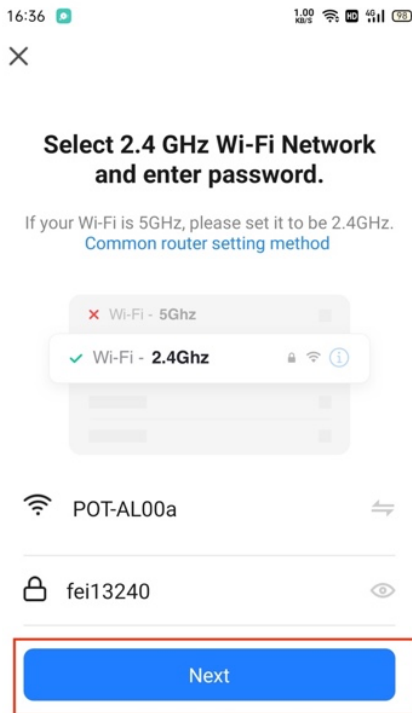 16:36 1.00 KB/S HD 4G 98
Select 2.4 GHz Wi-Fi Network
and enter password.
If your Wi-Fi is 5GHz, please set it to be 2.4GHz.
Common router setting method
Wi-Fi - 5Ghz
Wi-Fi - 2.4Ghz
POT-AL00a
fei13240
Next